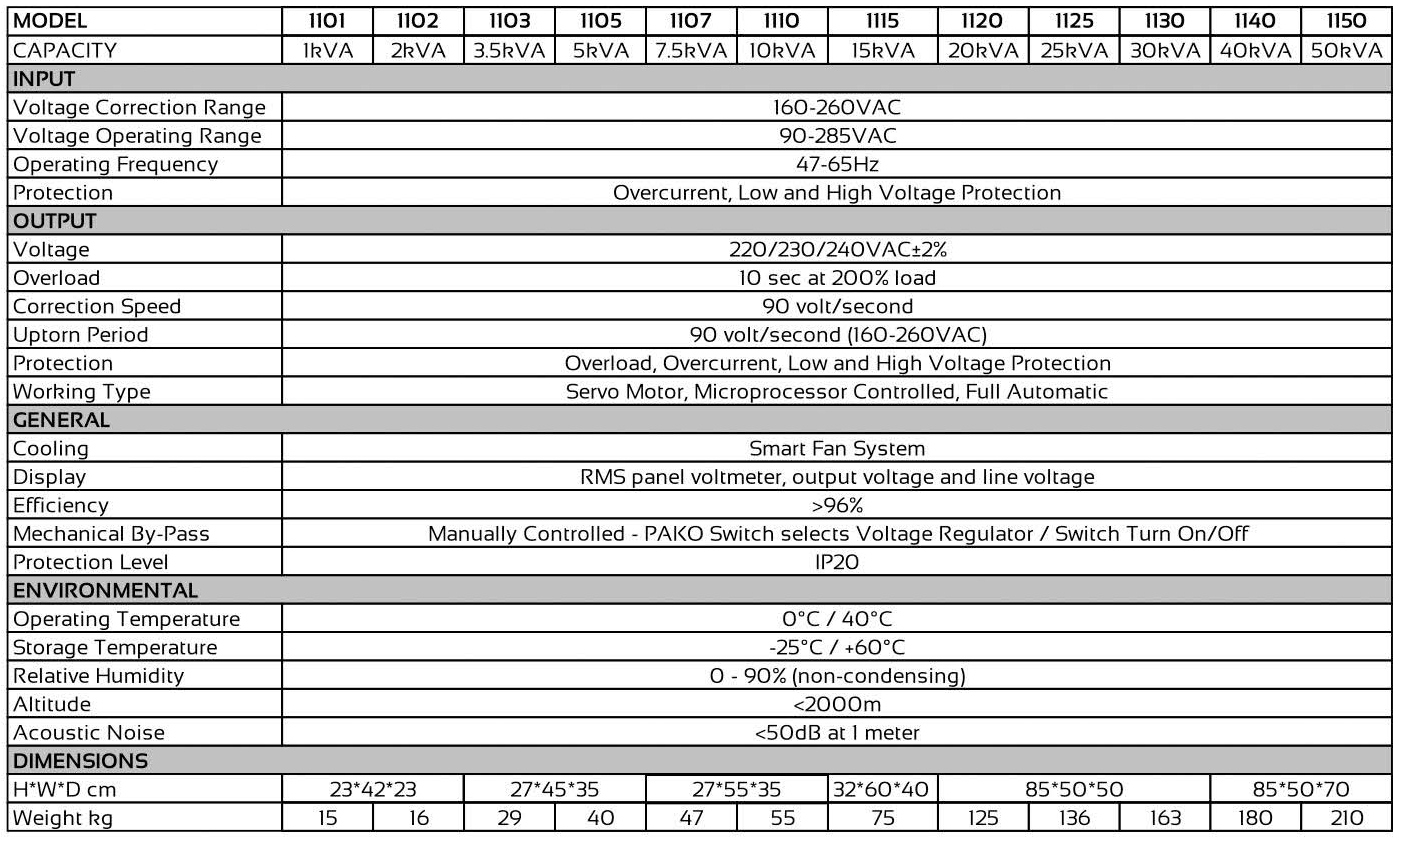 MODEL 1101 1102 1103 1105 1107 1110 1115 1120 1125 1130 1140 1150
CAPACITY 1kVA 2kVA 3.5kVA 5kVA 7.5kVA 10kVA 15kVA 20kVA 25kVA 30kVA 40kVA 50kVA
INPUT
Voltage Correction Range 160-260VAC
Voltage Operating Range 90-285VAC
Operating Frequency 47-65Hz
Protection Overcurrent, Low and High Voltage Protection
OUTPUT
Voltage 220/230/240VAC±2%
Overload 10 sec at 200% load
Correction Speed 90 volt/second
Uptorn Period 90 volt/second (160-260VAC)
Protection Overload, Overcurrent, Low and High Voltage Protection
Working Type Servo Motor, Microprocessor Controlled, Full Automatic
GENERAL
Cooling Smart Fan System
Display RMS panel voltmeter, output voltage and line voltage
Efficiency >96%
Mechanical By-Pass Manually Controlled - PAKO Switch selects Voltage Regulator / Switch Turn On/Off
Protection Level IP20
ENVIRONMENTAL
Operating Temperature 0°C / 40°C
Storage Temperature -25°C / +60°C
Relative Humidity 0 - 90% (non-condensing)
Altitude <2000m
Acoustic Noise <50dB at 1 meter
DIMENSIONS
H*W*D cm 23*42*23 27*45*35 27*55*35 32*60*40 85*50*50 85*50*70
Weight kg 15 16 29 40 47 55 75 125 136 163 180 210